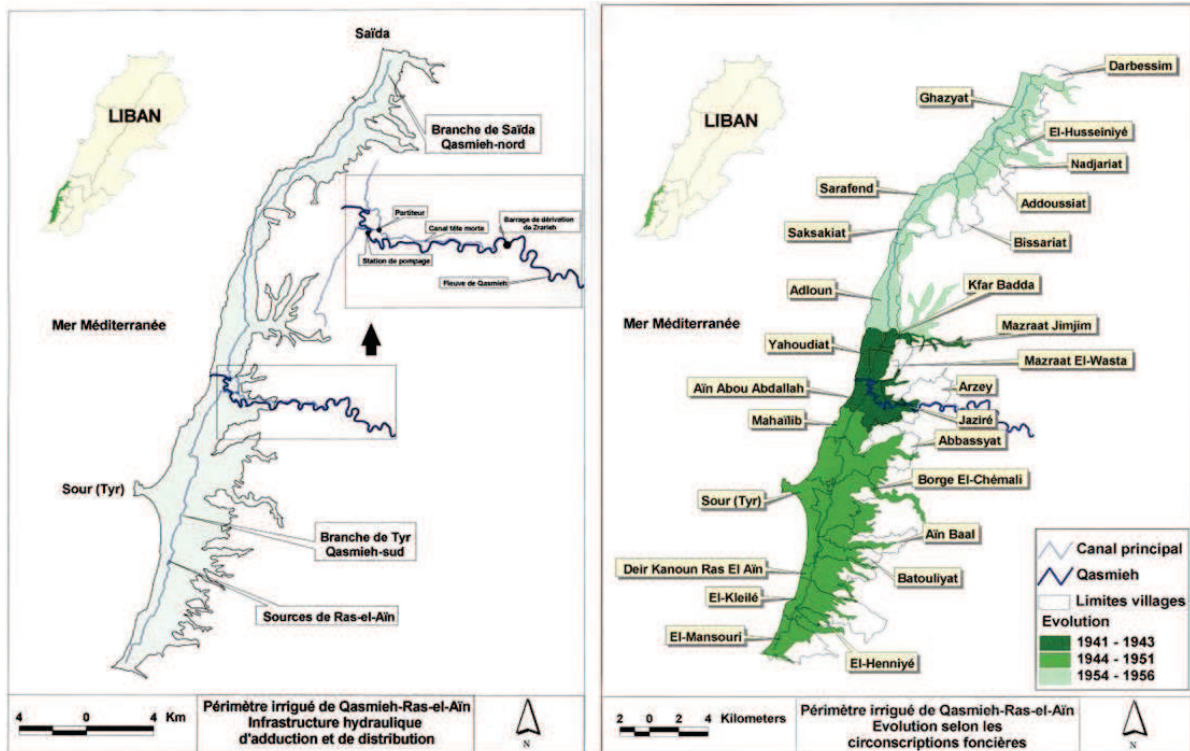 Saïda
LIBAN
Branche de Saïda
Qasmieh-nord
Partiteur
Canal tête morte
Barrage de dérivation
de Zrarieh
Station de pompage
Fleuve de Qasmieh
Mer Méditerranée
Sour (Tyr)
Branche de Tyr
Qasmieh-sud
Sources de Ras-el-Aïn
4 0 4 Km
Périmètre irrigué de Qasmieh-Ras-el-Aïn
Infrastructure hydraulique
d'adduction et de distribution
N
LIBAN
Darbessim
Ghazyat
El-Husseiniyé
Nadjariat
Sarafend
Addoussiat
Saksakiat
Bissariat
Kfar Badda
Adloun
Mer Méditerranée
Mazraat Jimjim
Yahoudiat
Mazraat El-Wasta
Aïn Abou Abdallah
Arzey
Mahaïlib
Jaziré
Abbassyat
Borge El-Chémali
Sour (Tyr)
Aïn Baal
Deir Kanoun Ras El Aïn
Batouliyat
El-Kleilé
El-Mansouri
El-Henniyé
Canal principal
Qasmieh
Limites villages
Evolution
1941 - 1943
1944 - 1951
1954 - 1956
2 0 2 4 Kilometers
Périmètre irrigué de Qasmieh-Ras-el-Aïn
Evolution selon les
circonscriptions foncières
N